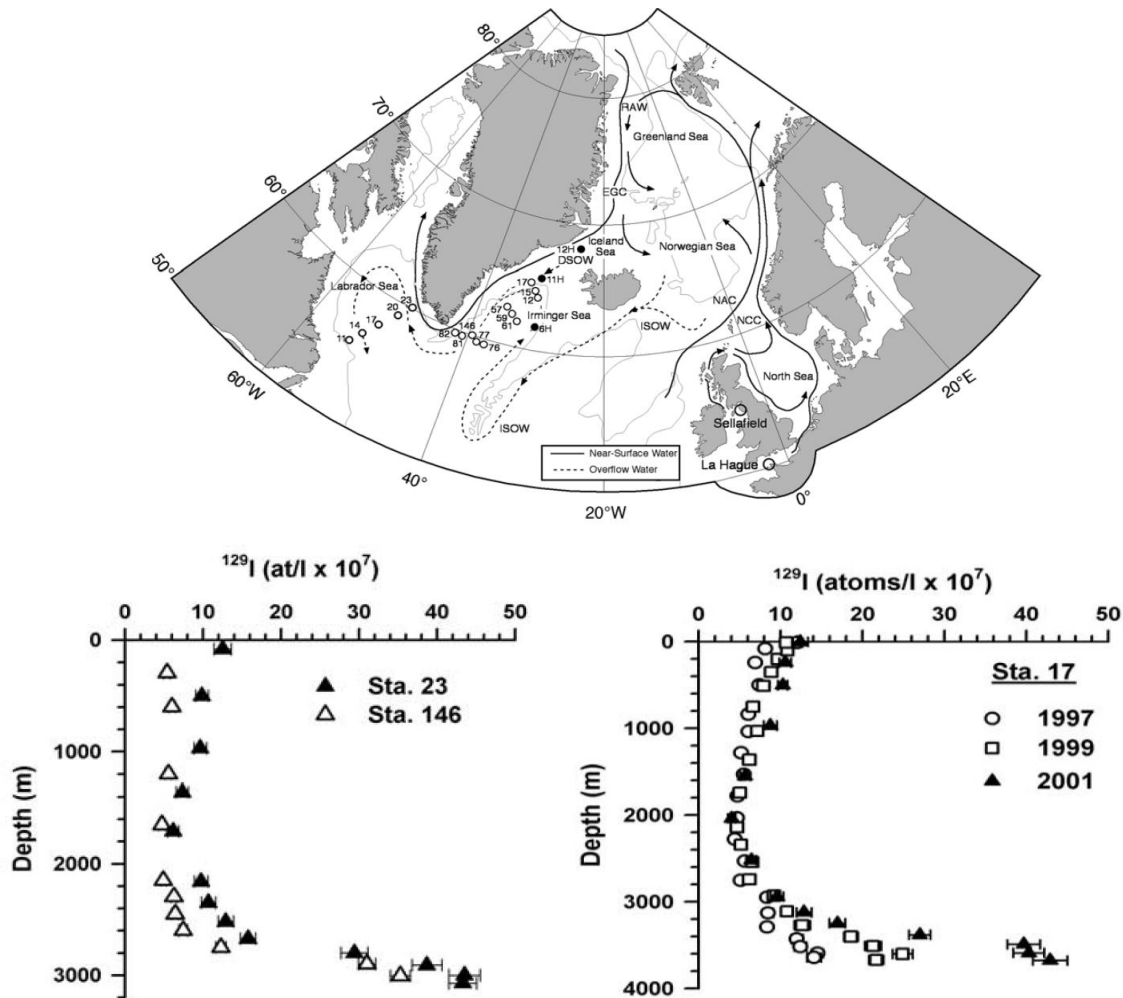 80°
70°
60°
50°
60°W
40°
20°W
0°
20°E
RAW
Greenland Sea
EGC
Norwegian Sea
12H
Iceland
Sea
DSOW
17
11H
15
12
Labrador Sea
23
20
17
14
11
57
59
61
Irminger Sea
6H
82
146
81
77
76
ISOW
ISOW
NAC
NCC
North Sea
Sellafield
La Hague
Near-Surface Water
Overflow Water
¹²⁹I (at/l x 10⁷)
0 10 20 30 40 50
0
1000
2000
3000
Depth (m)
Sta. 23
Sta. 146
¹²⁹I (atoms/l x 10⁷)
0 10 20 30 40 50
0
1000
2000
3000
4000
Depth (m)
Sta. 17
1997
1999
2001